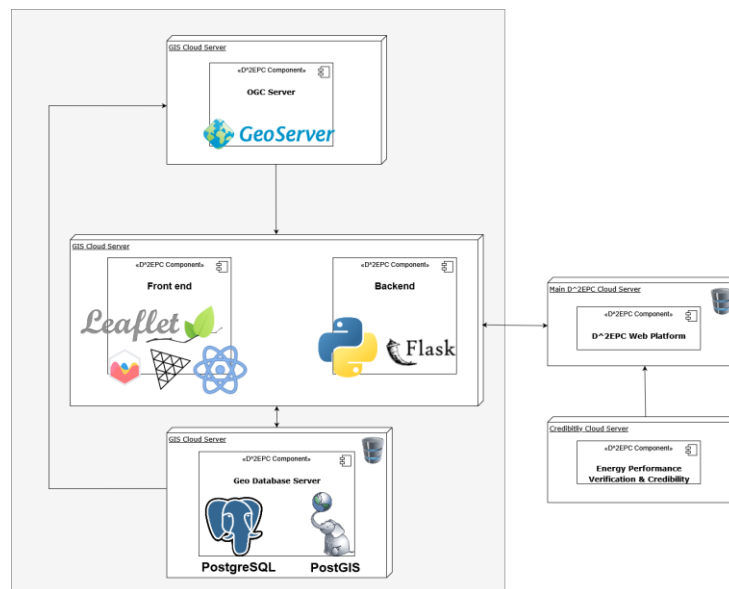 GIS Cloud Server
«D^2EPC Component»
OGC Server
GeoServer
GIS Cloud Server
«D^2EPC Component»
Front end
Leaflet
«D^2EPC Component»
Backend
Flask
Main D^2EPC Cloud Server
«D^2EPC Component»
D^2EPC Web Platform
Credibitliy Cloud Server
«D^2EPC Component»
Energy Performance
Verification & Credibility
GIS Cloud Server
«D^2EPC Component»
Geo Database Server
PostgreSQL
PostGIS